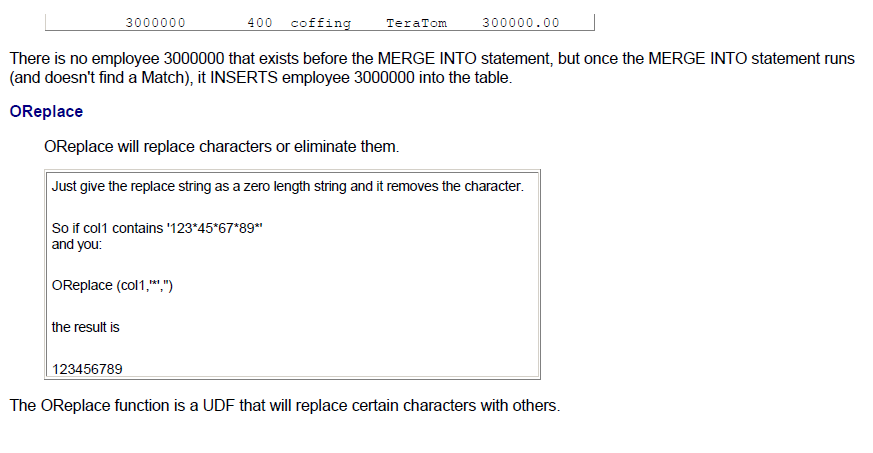 3000000 400 coffing TeraTom 300000.00
There is no employee 3000000 that exists before the MERGE INTO statement, but once the MERGE INTO statement runs
(and doesn't find a Match), it INSERTS employee 3000000 into the table.
OReplace
OReplace will replace characters or eliminate them.
Just give the replace string as a zero length string and it removes the character.
So if col1 contains '123*45*67*89*'
and you:
OReplace (col1,'*','')
the result is
123456789
The OReplace function is a UDF that will replace certain characters with others.